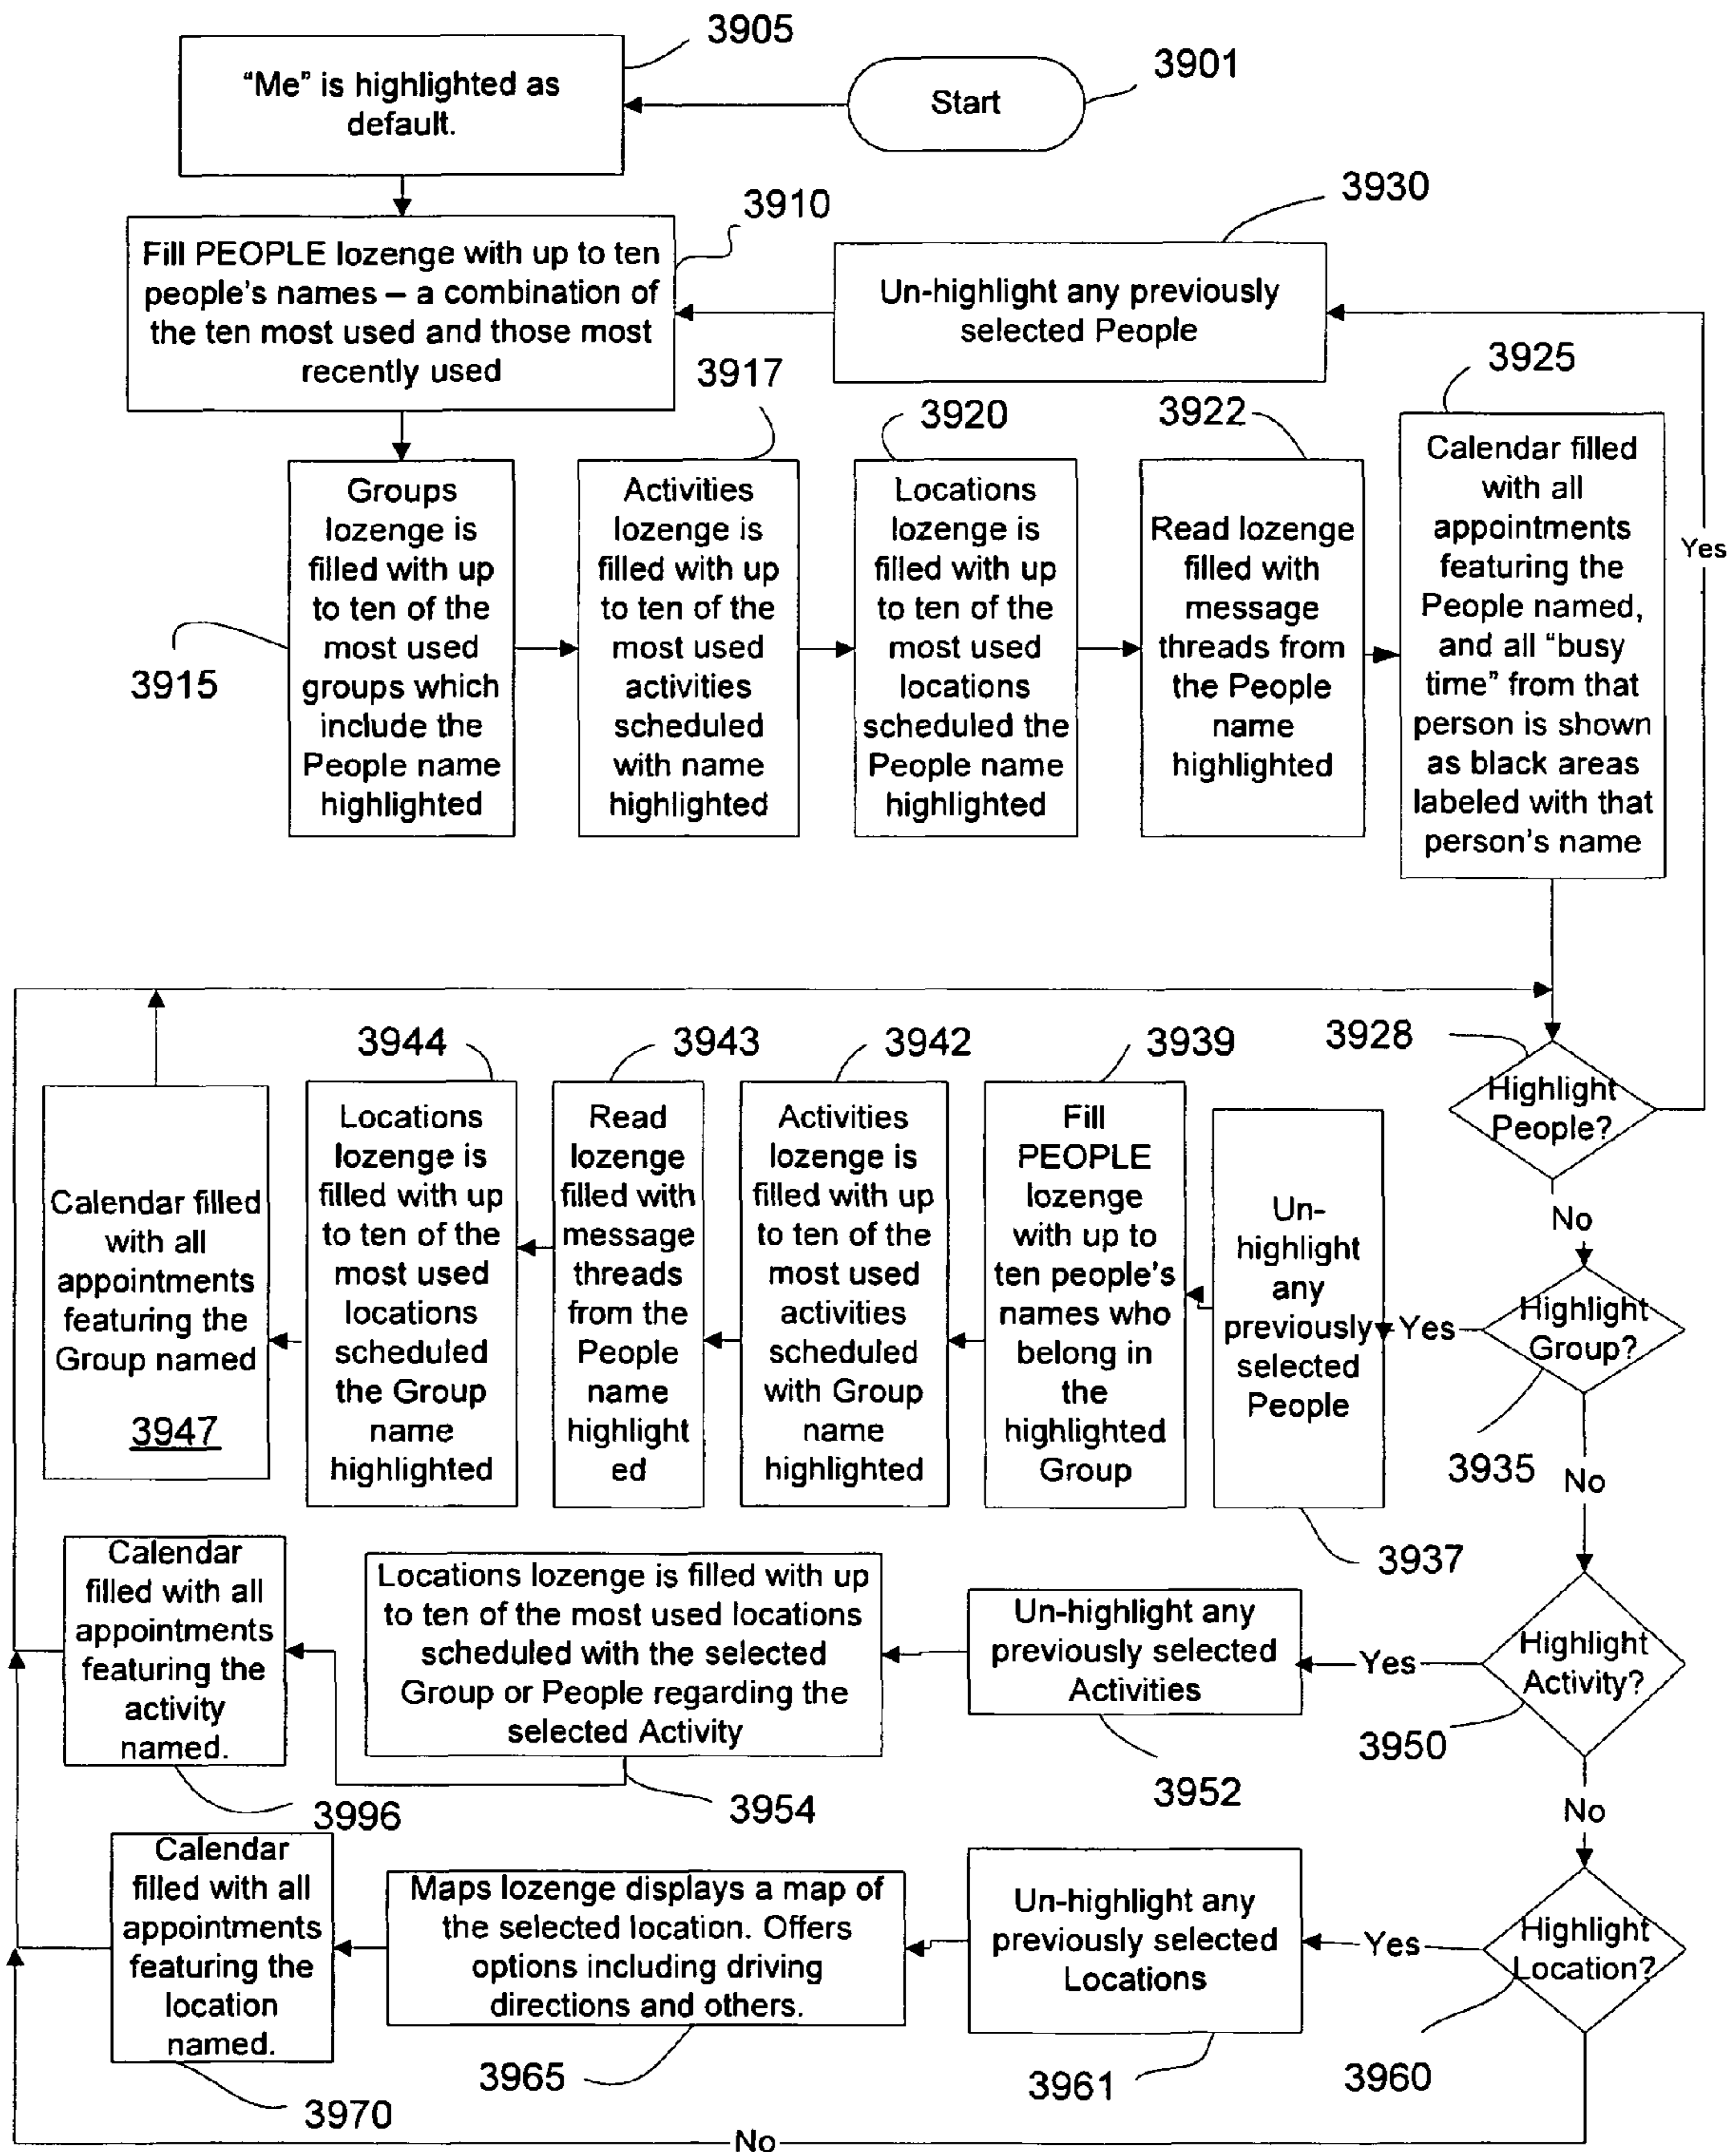 3905
"Me" is highlighted as
default.
Start
3901
3910
Fill PEOPLE lozenge with up to ten
people's names – a combination of
the ten most used and those most
recently used
3930
Un-highlight any previously
selected People
3915
Groups
lozenge is
filled with up
to ten of the
most used
groups which
include the
People name
highlighted
3917
Activities
lozenge is
filled with up
to ten of the
most used
activities
scheduled
with name
highlighted
3920
Locations
lozenge is
filled with up
to ten of the
most used
locations
scheduled the
People name
highlighted
3922
Read lozenge
filled with
message
threads from
the People
name
highlighted
3925
Calendar filled
with all
appointments
featuring the
People named,
and all "busy
time" from that
person is shown
as black areas
labeled with that
person's name
Yes
3928
Highlight
People?
No
Highlight
Group?
3935
Yes
No
3937
Un-
highlight
any
previously
selected
People
3939
Fill
PEOPLE
lozenge
with up to
ten people's
names who
belong in
the
highlighted
Group
3942
Activities
lozenge is
filled with up
to ten of the
most used
activities
scheduled
with Group
name
highlighted
3943
Read
lozenge
filled with
message
threads
from the
People
name
highlight
ed
3944
Locations
lozenge is
filled with up
to ten of the
most used
locations
scheduled
the Group
name
highlighted
Calendar filled
with all
appointments
featuring the
Group named
3947
Highlight
Activity?
3950
Yes
No
Un-highlight any
previously selected
Activities
3952
Locations lozenge is filled with up
to ten of the most used locations
scheduled with the selected
Group or People regarding the
selected Activity
3954
Calendar
filled with all
appointments
featuring the
activity
named.
3996
Highlight
Location?
3960
Yes
Un-highlight any
previously selected
Locations
3961
Maps lozenge displays a map of
the selected location. Offers
options including driving
directions and others.
3965
Calendar
filled with all
appointments
featuring the
location
named.
3970
No